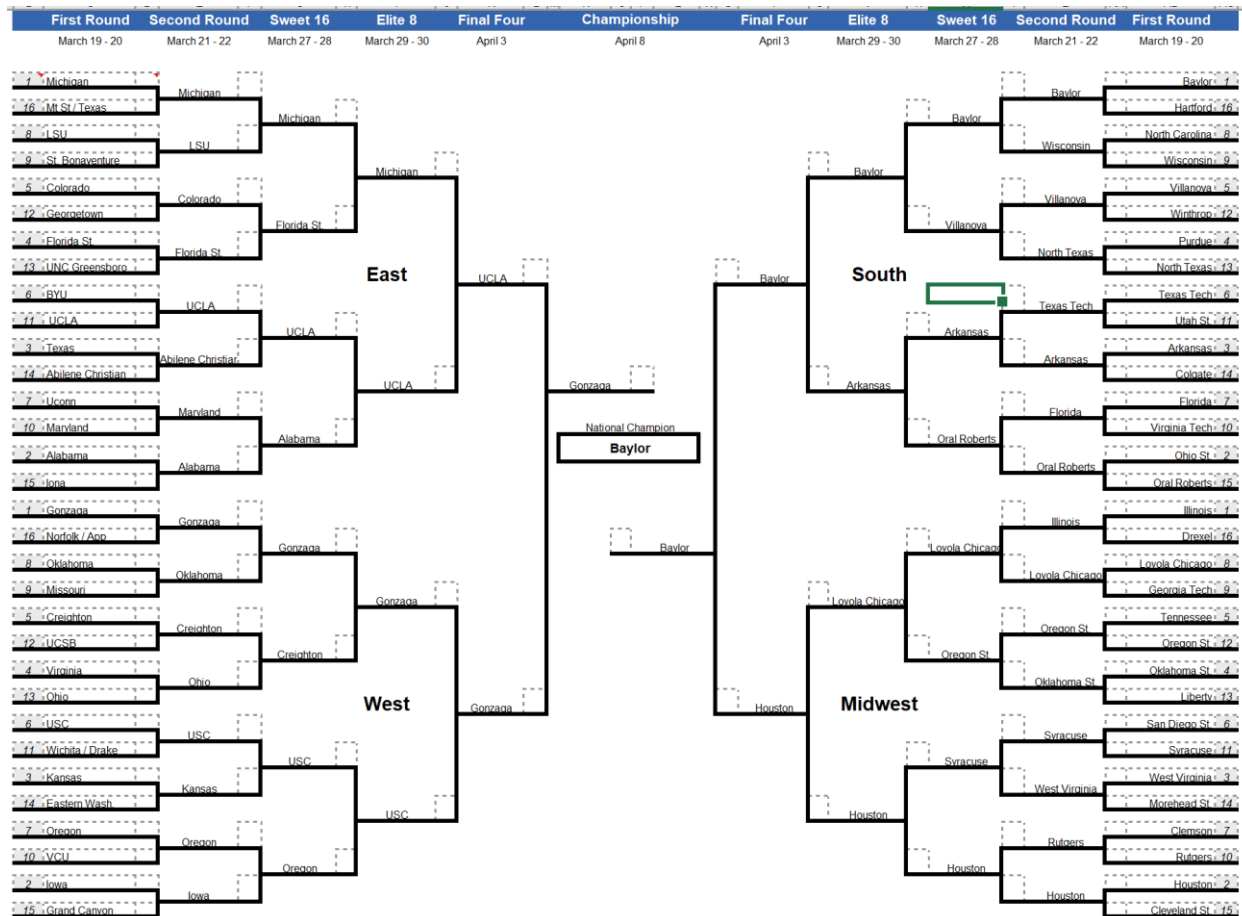 First Round Second Round Sweet 16 Elite 8 Final Four Championship Final Four Elite 8 Sweet 16 Second Round First Round
March 19 - 20 March 21 - 22 March 27 - 28 March 29 - 30 April 3 April 8 April 3 March 29 - 30 March 27 - 28 March 21 - 22 March 19 - 20
1 Michigan Baylor 1
Michigan Baylor
16 Mt St / Texas Hartford 16
Michigan Baylor
8 LSU North Carolina 8
LSU Wisconsin
9 St. Bonaventure Wisconsin 9
Michigan Baylor
5 Colorado Villanova 5
Colorado Villanova
12 Georgetown Winthrop 12
Florida St. Villanova
4 Florida St. Purdue 4
Florida St. North Texas
13 UNC Greensboro North Texas 13
East UCLA Baylor South
6 BYU Texas Tech 6
UCLA Texas Tech
11 UCLA Utah St. 11
UCLA Arkansas
3 Texas Arkansas 3
Abilene Christian Arkansas
14 Abilene Christian Colgate 14
UCLA Gonzaga Arkansas
7 Uconn Florida 7
Maryland Florida
10 Maryland National Champion Virginia Tech 10
Alabama Baylor Oral Roberts
2 Alabama Ohio St. 2
Alabama Oral Roberts
15 Iona Oral Roberts 15
1 Gonzaga Illinois 1
Gonzaga Illinois
16 Norfolk / App Drexel 16
Gonzaga Baylor Loyola Chicago
8 Oklahoma Loyola Chicago 8
Oklahoma Loyola Chicago
9 Missouri Georgia Tech 9
Gonzaga Loyola Chicago
5 Creighton Tennessee 5
Creighton Oregon St.
12 UCSB Oregon St. 12
Creighton Oregon St.
4 Virginia Oklahoma St. 4
Ohio Oklahoma St.
13 Ohio Liberty 13
West Gonzaga Houston Midwest
6 USC San Diego St. 6
USC Syracuse
11 Wichita / Drake Syracuse 11
USC Syracuse
3 Kansas West Virginia 3
Kansas West Virginia
14 Eastern Wash. Morehead St. 14
USC Houston
7 Oregon Clemson 7
Oregon Rutgers
10 VCU Rutgers 10
Oregon Houston
2 Iowa Houston 2
Iowa Houston
15 Grand Canyon Cleveland St. 15